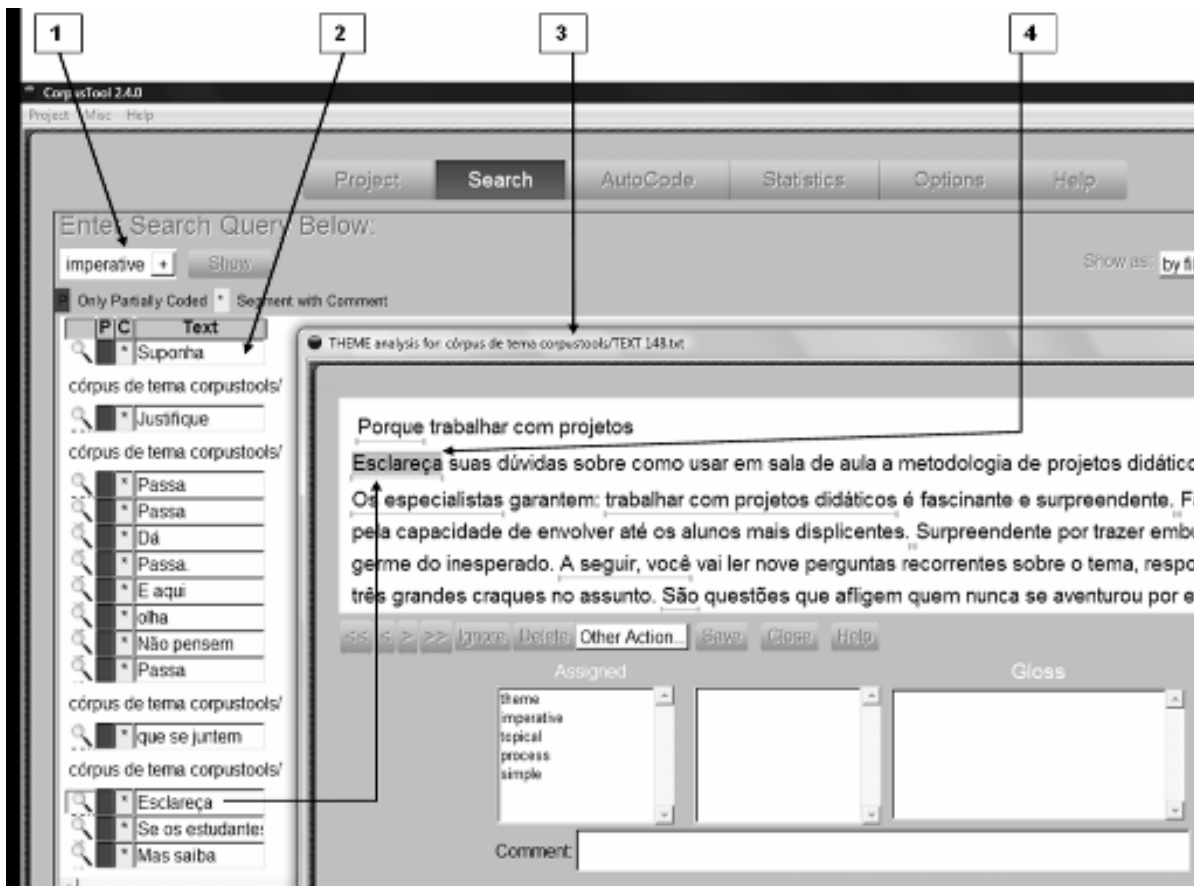 1 2 3 4
CorpusTool 2.4.0
Project Misc Help
Project Search AutoCode Statistics Options Help
Enter Search Query Below:
imperative + Show Show as: by fil
P Only Partially Coded * Segment with Comment
P C Text
* Suponha
THEME analysis for: córpus de tema corpustools/TEXT 148.txt
córpus de tema corpustools/
* Justifique
córpus de tema corpustools/
* Passa
* Passa
* Dá
* Passa.
* E aqui
* olha
* Não pensem
* Passa
córpus de tema corpustools/
* que se juntem
córpus de tema corpustools/
* Esclareça
* Se os estudantes
* Mas saiba
Porque trabalhar com projetos
Esclareça suas dúvidas sobre como usar em sala de aula a metodologia de projetos didátic
Os especialistas garantem: trabalhar com projetos didáticos é fascinante e surpreendente. F
pela capacidade de envolver até os alunos mais displicentes. Surpreendente por trazer emb
germe do inesperado. A seguir, você vai ler nove perguntas recorrentes sobre o tema, respo
três grandes craques no assunto. São questões que afligem quem nunca se aventurou por e
<< < > >> Ignore Delete Other Action... Save Close Help
Assigned Gloss
theme
imperative
topical
process
simple
Comment: